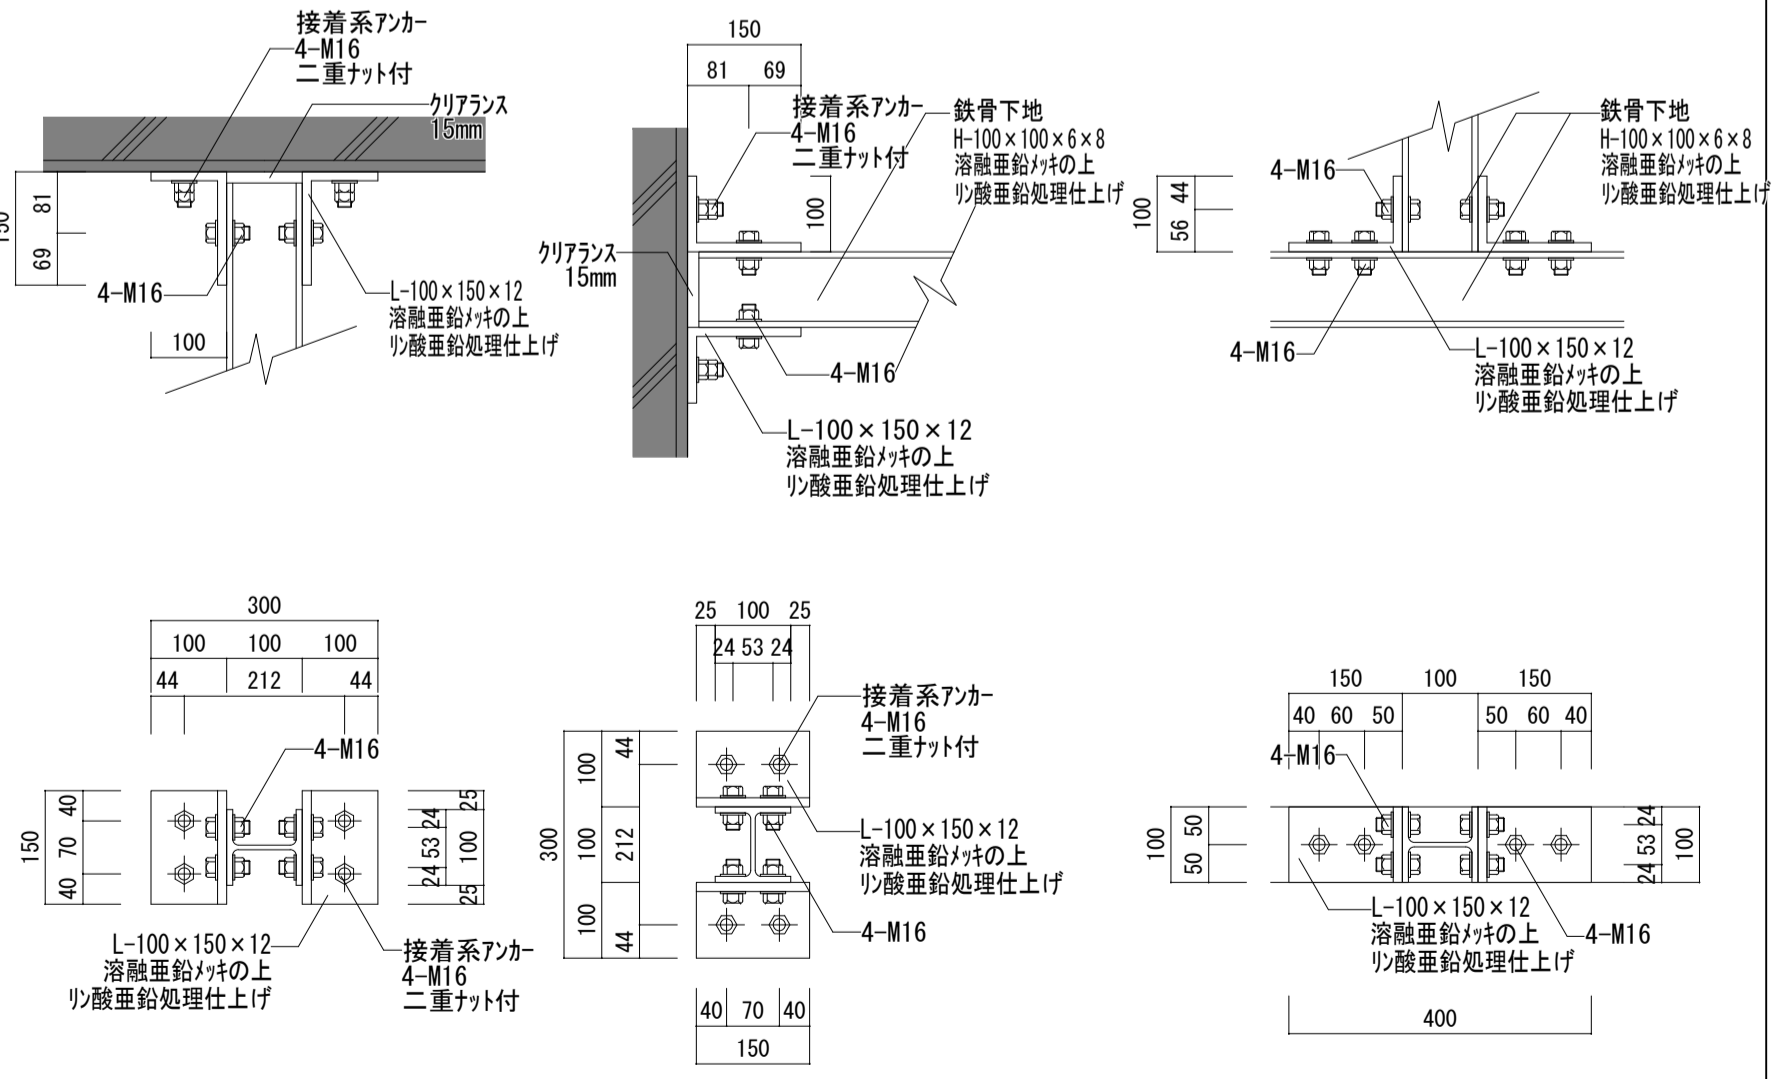 接着系アンカー
4-M16
二重ナット付
クリアランス
15mm
150
81
69
4-M16
100
L-100×150×12
溶融亜鉛メッキの上
リン酸亜鉛処理仕上げ
150
81 69
接着系アンカー
4-M16
二重ナット付
鉄骨下地
H-100×100×6×8
溶融亜鉛メッキの上
リン酸亜鉛処理仕上げ
100
クリアランス
15mm
4-M16
L-100×150×12
溶融亜鉛メッキの上
リン酸亜鉛処理仕上げ
鉄骨下地
H-100×100×6×8
溶融亜鉛メッキの上
リン酸亜鉛処理仕上げ
4-M16
100
44
56
4-M16
L-100×150×12
溶融亜鉛メッキの上
リン酸亜鉛処理仕上げ
300
100 100 100
44 212 44
4-M16
150
40
70
40
25
24
53
100
24
25
L-100×150×12
溶融亜鉛メッキの上
リン酸亜鉛処理仕上げ
接着系アンカー
4-M16
二重ナット付
25 100 25
24 53 24
接着系アンカー
4-M16
二重ナット付
300
100
100
100
44
212
44
L-100×150×12
溶融亜鉛メッキの上
リン酸亜鉛処理仕上げ
4-M16
40 70 40
150
150 100 150
40 60 50 50 60 40
4-M16
100
50
50
24
53
24
100
L-100×150×12
溶融亜鉛メッキの上
リン酸亜鉛処理仕上げ
4-M16
400